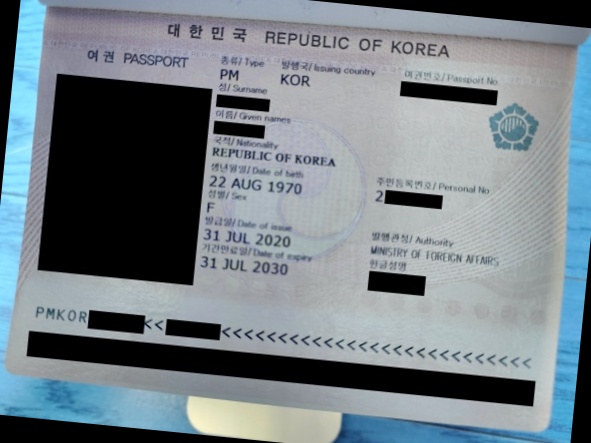 대한민국 REPUBLIC OF KOREA
여권 PASSPORT
종류/ Type 발행국/ Issuing country 여권번호/ Passport No
PM KOR
성/ Surname
이름/ Given names
국적/ Nationality
REPUBLIC OF KOREA
생년월일/ Date of birth 주민등록번호/ Personal No
22 AUG 1970 2
성별/ Sex
F
발급일/ Date of issue 발행관청/ Authority
31 JUL 2020 MINISTRY OF FOREIGN AFFAIRS
기간만료일/ Date of expiry 한글성명
31 JUL 2030
PMKOR <<  <<<<<<<<<<<<<<<<<<<<<<<<<<<<